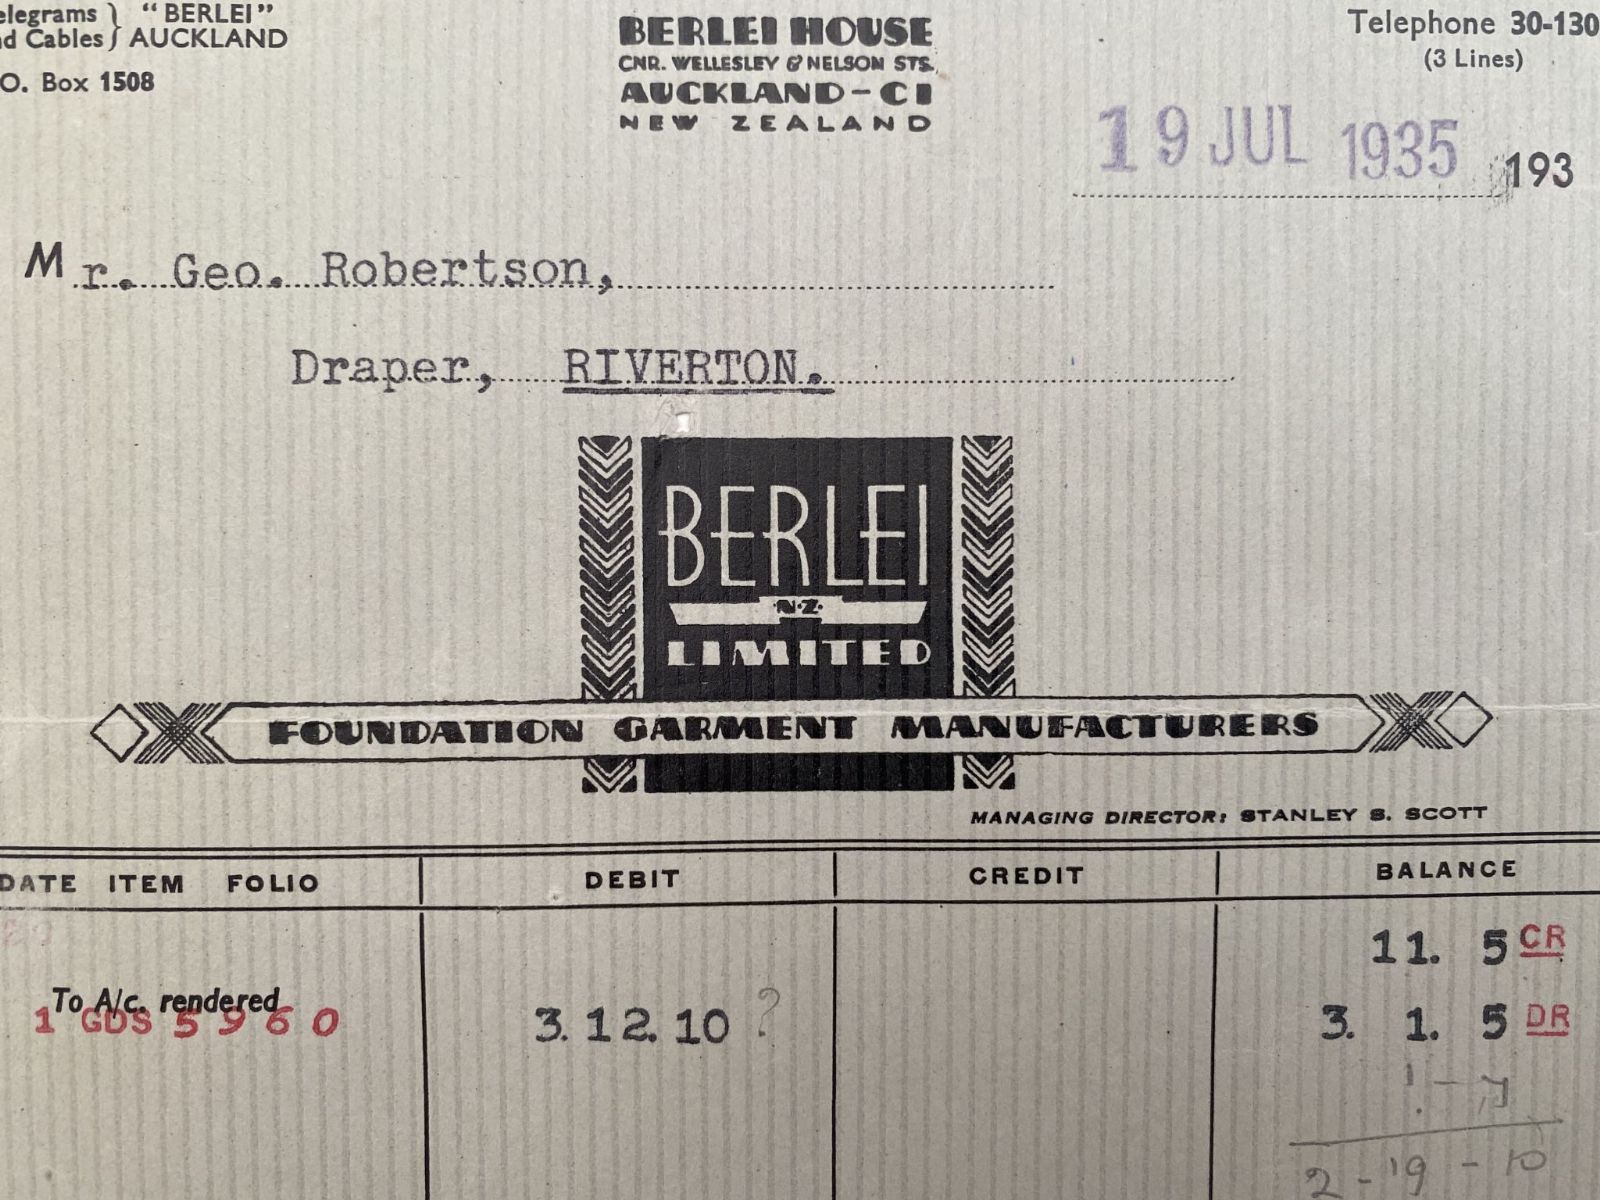 elegrams } "BERLEI"
nd Cables } AUCKLAND
O. Box 1508
BERLEI HOUSE
CNR. WELLESLEY & NELSON STS.
AUCKLAND-C1
NEW ZEALAND
Telephone 30-130
(3 Lines)
19 JUL 1935 193
Mr. Geo. Robertson,
Draper, RIVERTON.
BERLEI
N·Z·
LIMITED
FOUNDATION GARMENT MANUFACTURERS
MANAGING DIRECTOR: STANLEY S. SCOTT
DATE ITEM FOLIO DEBIT CREDIT BALANCE
11. 5 CR
To A/c. rendered
1 GDS 5960 3.12.10 ? 3. 1. 5 DR
1 - 7
2 - 19 - 10